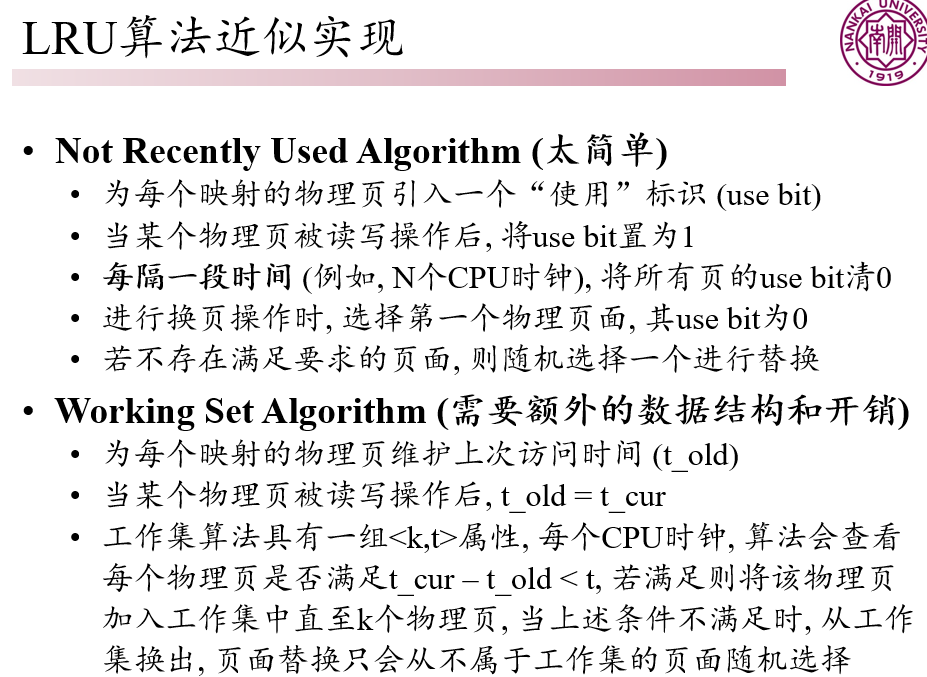 LRU算法近似实现
NANKAI UNIVERSITY
南開
1919
• Not Recently Used Algorithm (太简单)
• 为每个映射的物理页引入一个“使用”标识 (use bit)
• 当某个物理页被读写操作后, 将use bit置为1
• 每隔一段时间 (例如, N个CPU时钟), 将所有页的use bit清0
• 进行换页操作时, 选择第一个物理页面, 其use bit为0
• 若不存在满足要求的页面, 则随机选择一个进行替换
• Working Set Algorithm (需要额外的数据结构和开销)
• 为每个映射的物理页维护上次访问时间 (t_old)
• 当某个物理页被读写操作后, t_old = t_cur
• 工作集算法具有一组<k,t>属性, 每个CPU时钟, 算法会查看
每个物理页是否满足t_cur – t_old < t, 若满足则将该物理页
加入工作集中直至k个物理页, 当上述条件不满足时, 从工作
集换出, 页面替换只会从不属于工作集的页面随机选择